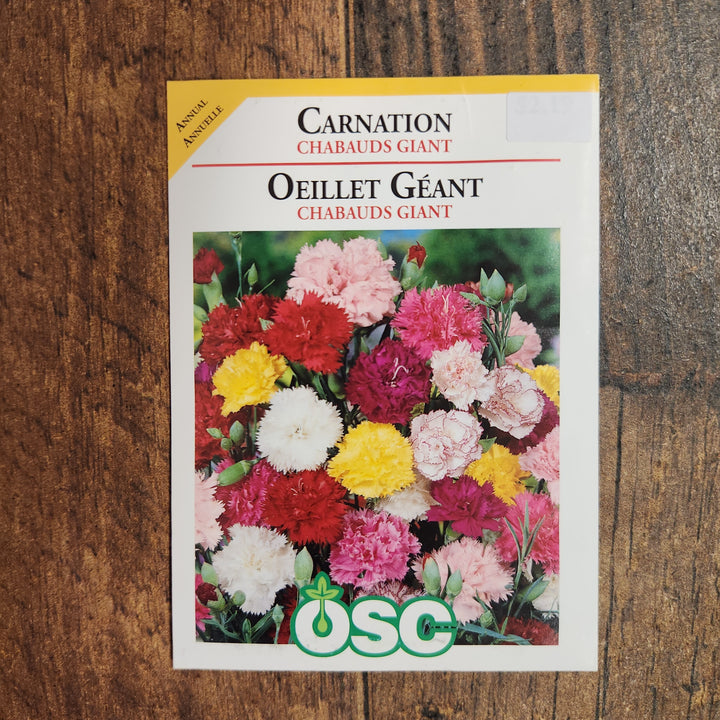 ANNUAL
ANNUELLE
CARNATION
CHABAUDS GIANT
OEILLET GÉANT
CHABAUDS GIANT
OSC